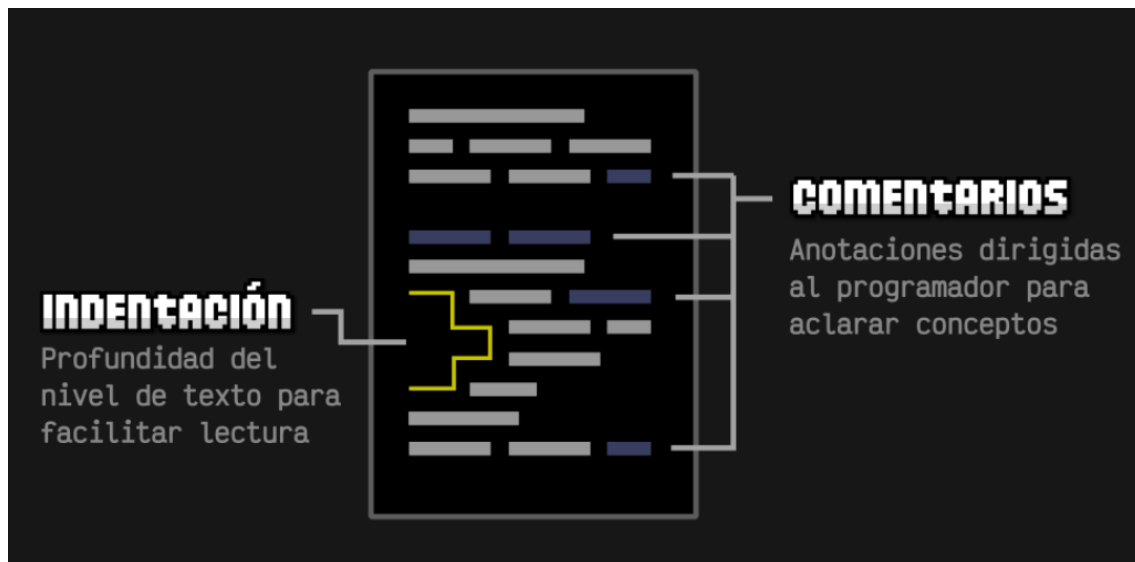 INDENTACIÓN
Profundidad del
nivel de texto para
facilitar lectura
COMENTARIOS
Anotaciones dirigidas
al programador para
aclarar conceptos